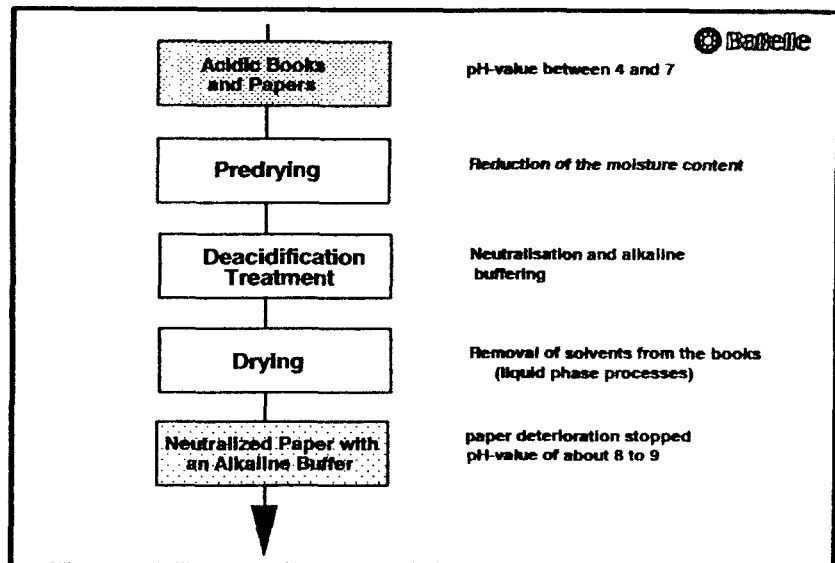 Battelle
Acidic Books
and Papers
pH-value between 4 and 7
Predrying
Reduction of the moisture content
Deacidification
Treatment
Neutralisation and alkaline
buffering
Drying
Removal of solvents from the books
(liquid phase processes)
Neutralized Paper with
an Alkaline Buffer
paper deterioration stopped
pH-value of about 8 to 9